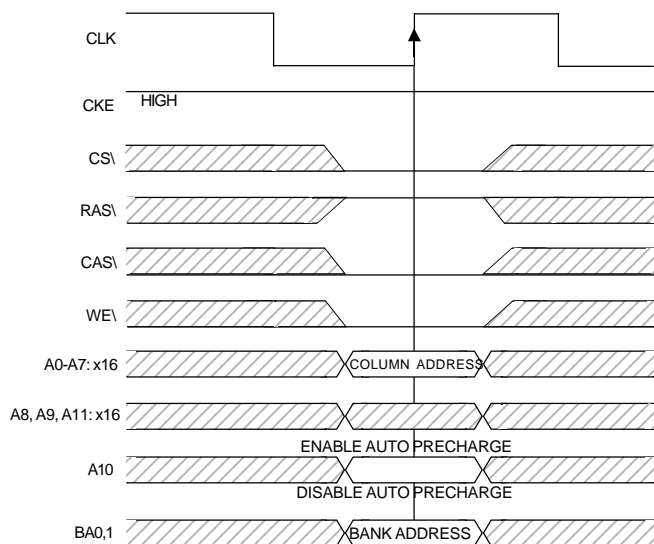 CLK
CKE HIGH
CS\
RAS\
CAS\
WE\
A0-A7: x16 COLUMN ADDRESS
A8, A9, A11: x16
ENABLE AUTO PRECHARGE
A10
DISABLE AUTO PRECHARGE
BA0,1 BANK ADDRESS